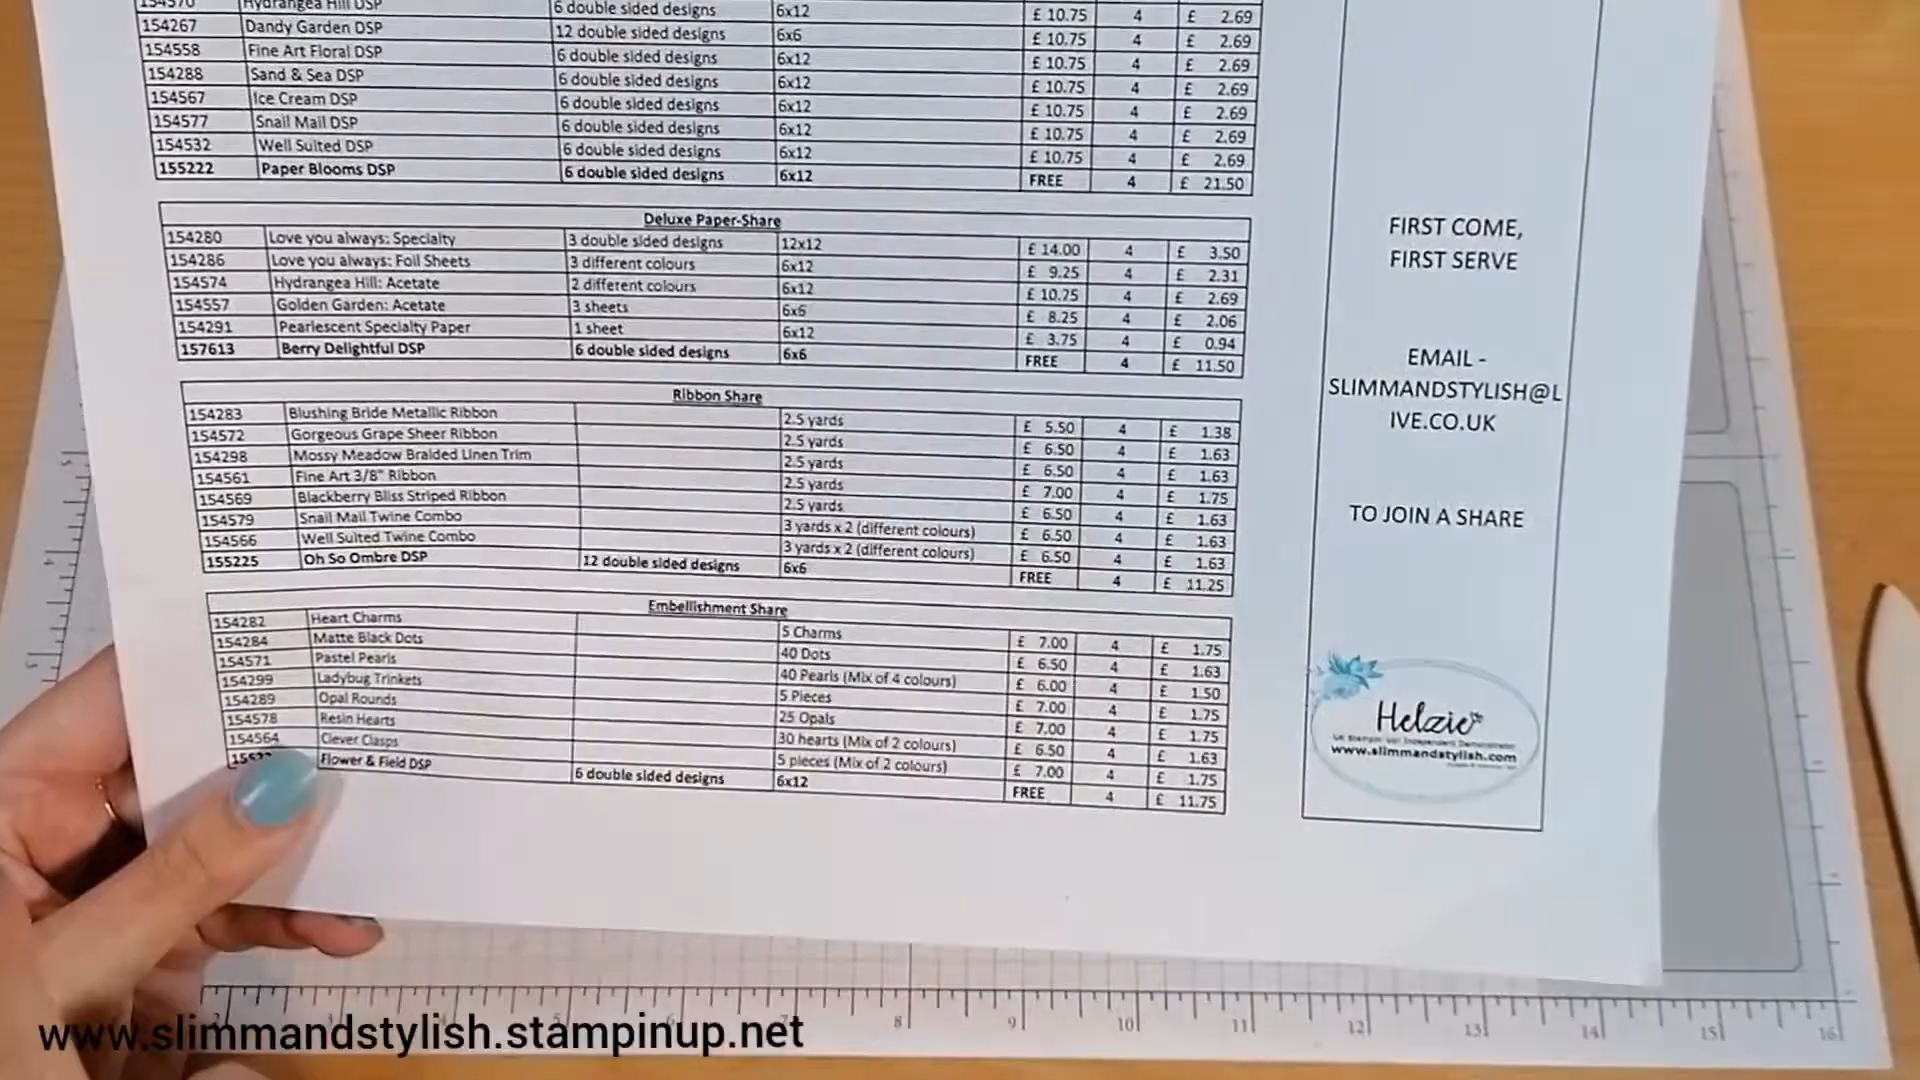 154570 Hydrangea Hill DSP 6 double sided designs 6x12 £ 10.75 4 £ 2.69
154267 Dandy Garden DSP 12 double sided designs 6x6 £ 10.75 4 £ 2.69
154558 Fine Art Floral DSP 6 double sided designs 6x12 £ 10.75 4 £ 2.69
154288 Sand & Sea DSP 6 double sided designs 6x12 £ 10.75 4 £ 2.69
154567 Ice Cream DSP 6 double sided designs 6x12 £ 10.75 4 £ 2.69
154577 Snail Mail DSP 6 double sided designs 6x12 £ 10.75 4 £ 2.69
154532 Well Suited DSP 6 double sided designs 6x12 £ 10.75 4 £ 2.69
155222 Paper Blooms DSP 6 double sided designs 6x12 FREE 4 £ 21.50
Deluxe Paper-Share
154280 Love you always: Specialty 3 double sided designs 12x12 £ 14.00 4 £ 3.50
154286 Love you always: Foil Sheets 3 different colours 6x12 £ 9.25 4 £ 2.31
154574 Hydrangea Hill: Acetate 2 different colours 6x12 £ 10.75 4 £ 2.69
154557 Golden Garden: Acetate 3 sheets 6x6 £ 8.25 4 £ 2.06
154291 Pearlescent Specialty Paper 1 sheet 6x12 £ 3.75 4 £ 0.94
157613 Berry Delightful DSP 6 double sided designs 6x6 FREE 4 £ 11.50
Ribbon Share
154283 Blushing Bride Metallic Ribbon 2.5 yards £ 5.50 4 £ 1.38
154572 Gorgeous Grape Sheer Ribbon 2.5 yards £ 6.50 4 £ 1.63
154298 Mossy Meadow Braided Linen Trim 2.5 yards £ 6.50 4 £ 1.63
154561 Fine Art 3/8" Ribbon 2.5 yards £ 7.00 4 £ 1.75
154569 Blackberry Bliss Striped Ribbon 2.5 yards £ 6.50 4 £ 1.63
154579 Snail Mail Twine Combo 3 yards x 2 (different colours) £ 6.50 4 £ 1.63
154566 Well Suited Twine Combo 3 yards x 2 (different colours) £ 6.50 4 £ 1.63
155225 Oh So Ombre DSP 12 double sided designs 6x6 FREE 4 £ 11.25
Embellishment Share
154282 Heart Charms 5 Charms £ 7.00 4 £ 1.75
154284 Matte Black Dots 40 Dots £ 6.50 4 £ 1.63
154571 Pastel Pearls 40 Pearls (Mix of 4 colours) £ 6.00 4 £ 1.50
154299 Ladybug Trinkets 5 Pieces £ 7.00 4 £ 1.75
154289 Opal Rounds 25 Opals £ 7.00 4 £ 1.75
154578 Resin Hearts 30 hearts (Mix of 2 colours) £ 6.50 4 £ 1.63
154564 Clever Clasps 5 pieces (Mix of 2 colours) £ 7.00 4 £ 1.75
Flower & Field DSP 6 double sided designs 6x12 FREE 4 £ 11.75
FIRST COME,
FIRST SERVE
EMAIL -
SLIMMANDSTYLISH@L
IVE.CO.UK
TO JOIN A SHARE
Helzie
www.slimmandstylish.com
8 9 10 11 12 13 14 15 16
www.slimmandstylish.stampinup.net